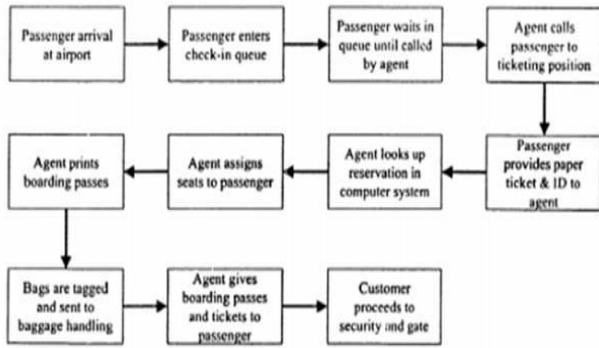 Passenger arrival
at airport
Passenger enters
check-in queue
Passenger waits in
queue until called
by agent
Agent calls
passenger to
ticketing position
Passenger
provides paper
ticket & ID to
agent
Agent looks up
reservation in
computer system
Agent assigns
seats to passenger
Agent prints
boarding passes
Bags are tagged
and sent to
baggage handling
Agent gives
boarding passes
and tickets to
passenger
Customer
proceeds to
security and gate